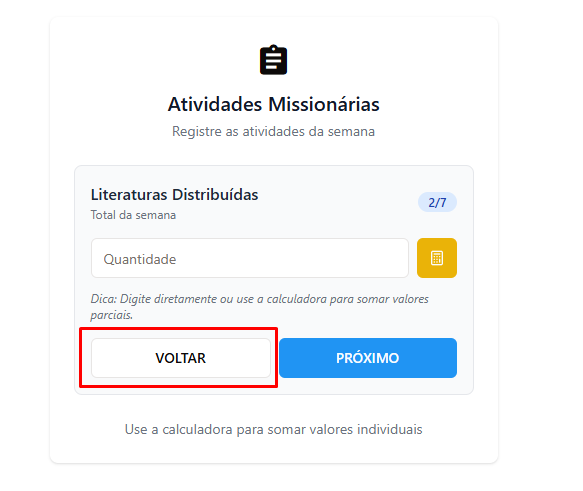 Atividades Missionárias
Registre as atividades da semana
Literaturas Distribuídas
2/7
Total da semana
Quantidade
Dica: Digite diretamente ou use a calculadora para somar valores
parciais.
VOLTAR
PRÓXIMO
Use a calculadora para somar valores individuais